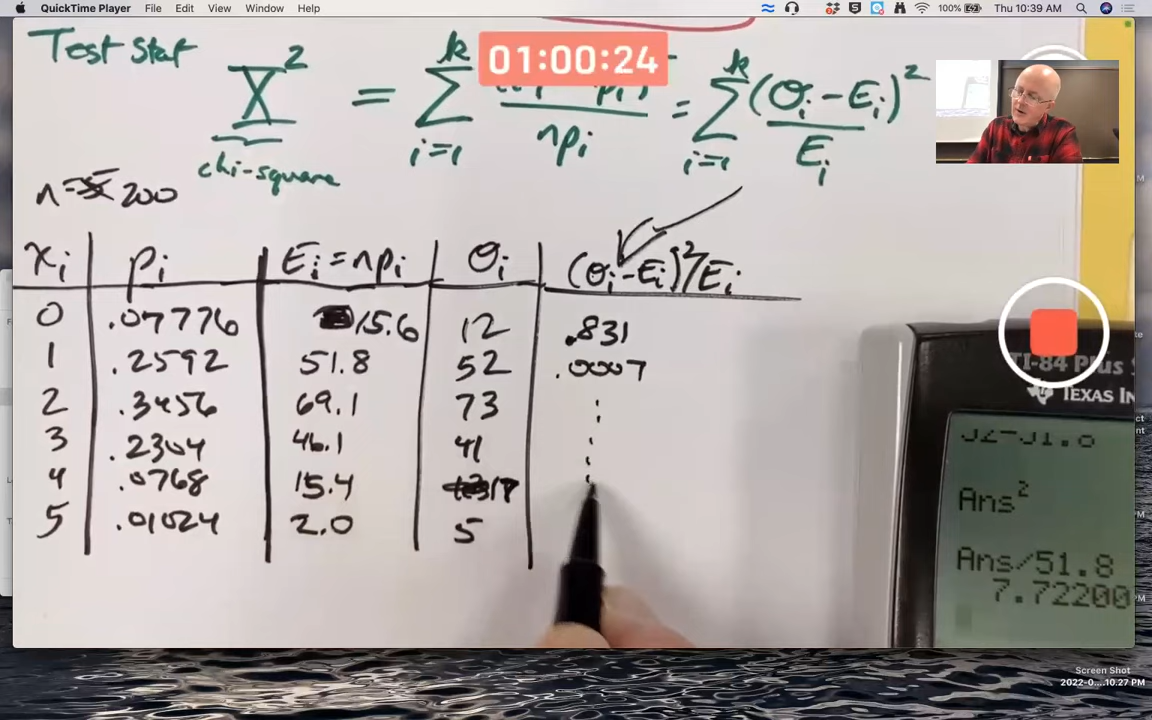 QuickTime Player File Edit View Window Help 100% Thu 10:39 AM
01:00:24
Test Stat X² = Σ = Σ (Oᵢ - Eᵢ)²
k k
i=1 npᵢ i=1 Eᵢ
chi-square
n = 200
xᵢ pᵢ Eᵢ = npᵢ Oᵢ (Oᵢ-Eᵢ)²/Eᵢ
0 .07776 15.6 12 .831
1 .2592 51.8 52 .0007
2 .3456 69.1 73
3 .2304 46.1 41
4 .0768 15.4 17
5 .01024 2.0 5
TI-84 Plus
TEXAS IN
52-51.8
Ans²
Ans/51.8
7.72200
Screen Shot
2022-0....10.27 PM